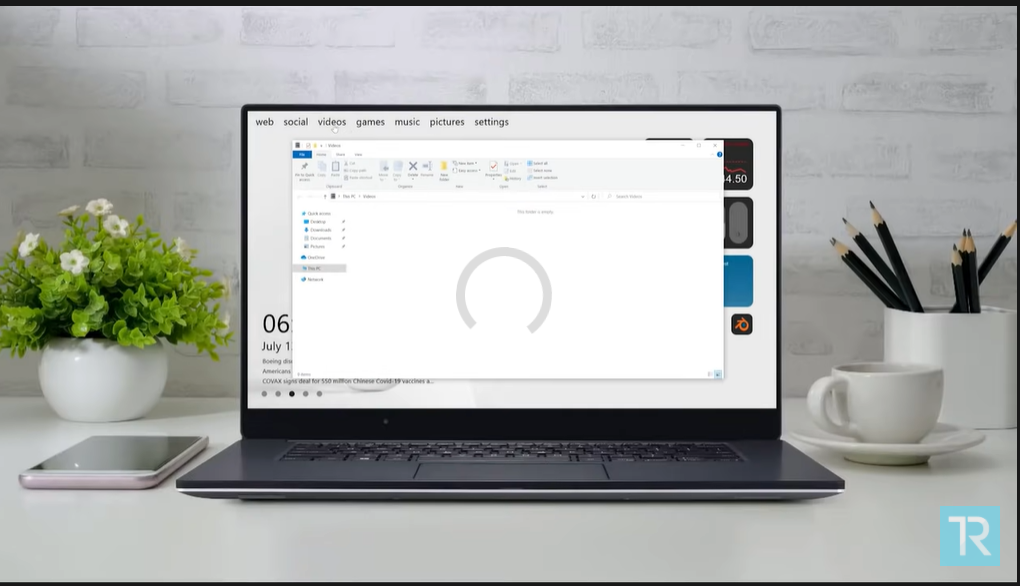 web social videos games music pictures settings
Videos
File Home Share View
Cut
Copy path
Paste shortcut
Pin to Quick access
Copy
Paste
Move to
Copy to
Delete
Rename
New folder
New item
Easy access
Properties
Open
Edit
History
Select all
Select none
Invert selection
Clipboard Organize New Open Select
This PC Videos
Search Videos
This folder is empty.
Quick access
Desktop
Downloads
Documents
Pictures
OneDrive
This PC
Network
0 items
4.50
06:
July 1
Boeing dis
Americans
COVAX signs deal for 550 million Chinese Covid-19 vaccines a...
TR